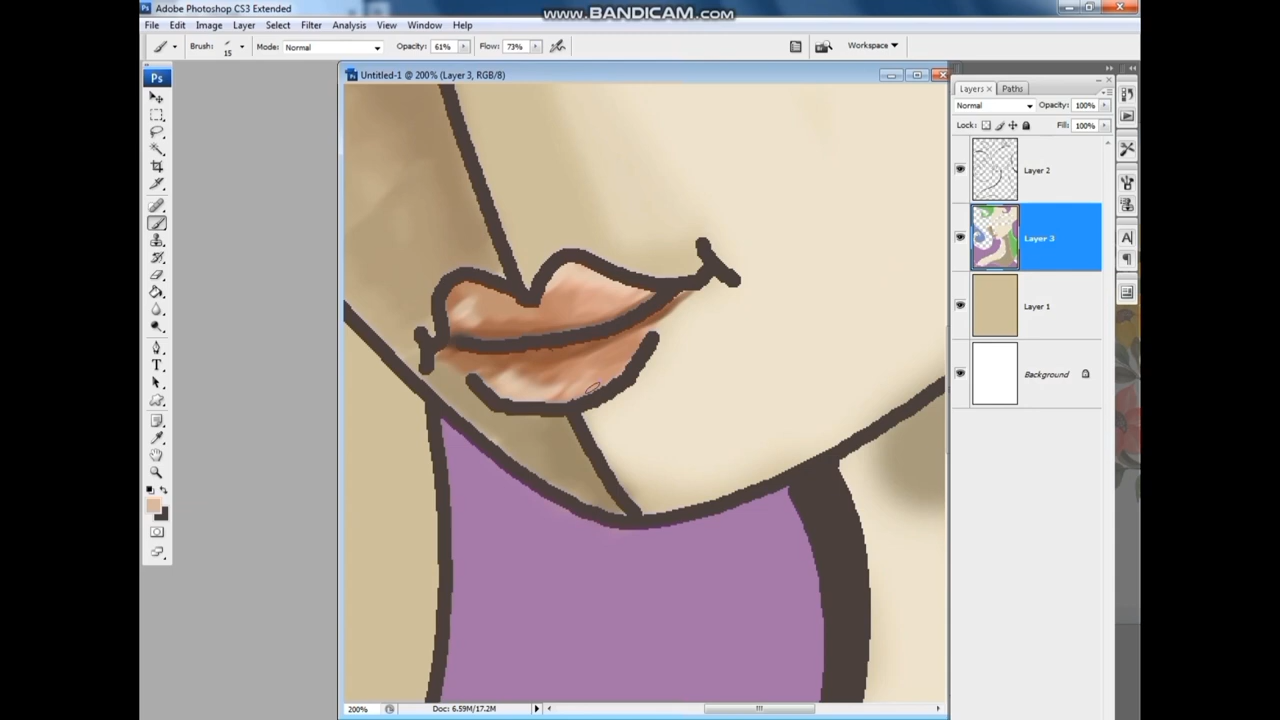 Adobe Photoshop CS3 Extended
www.BANDICAM.com
File Edit Image Layer Select Filter Analysis View Window Help
Brush: 15 Mode: Normal Opacity: 61% Flow: 73% Workspace
Ps
Untitled-1 @ 200% (Layer 3, RGB/8)
Layers Paths
Normal Opacity: 100%
Lock: Fill: 100%
Layer 2
Layer 3
Layer 1
Background
200% Doc: 6.59M/17.2M